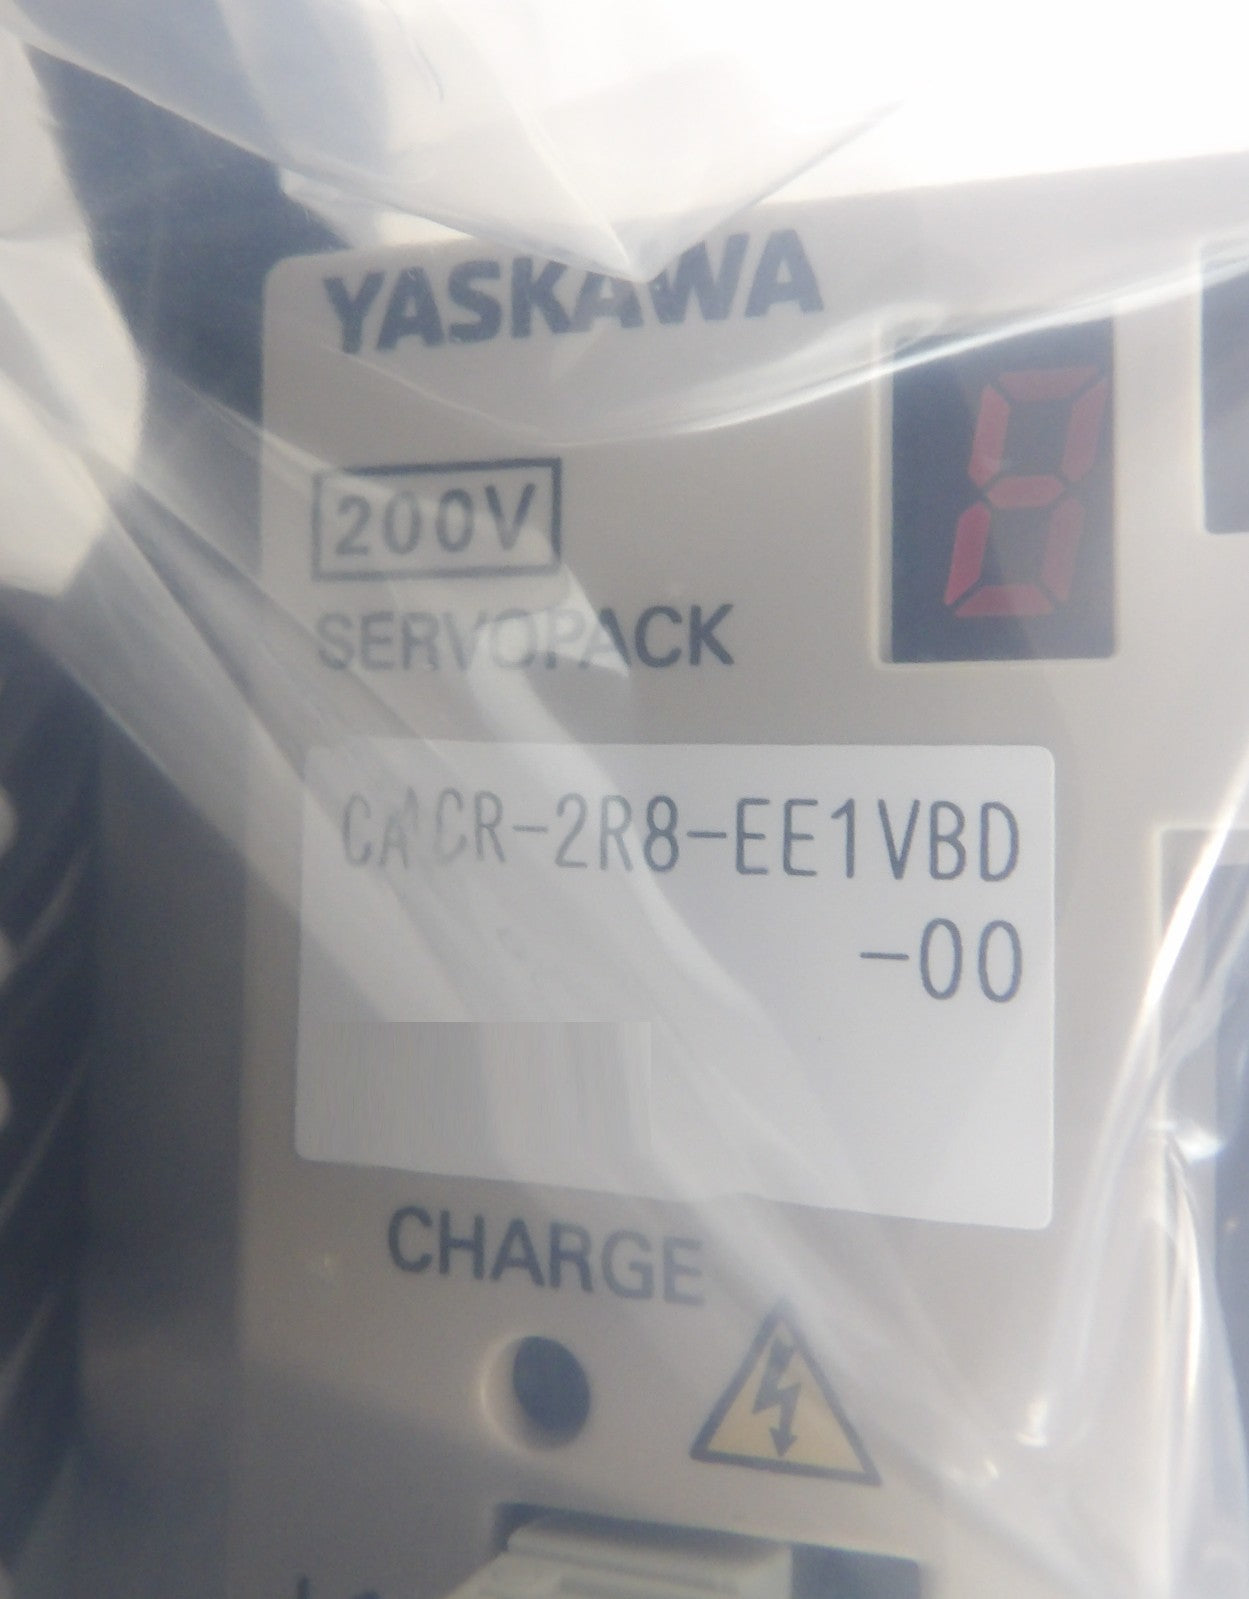 YASKAWA
200V
SERVOPACK
CACR-2R8-EE1VBD
-00
CHARGE